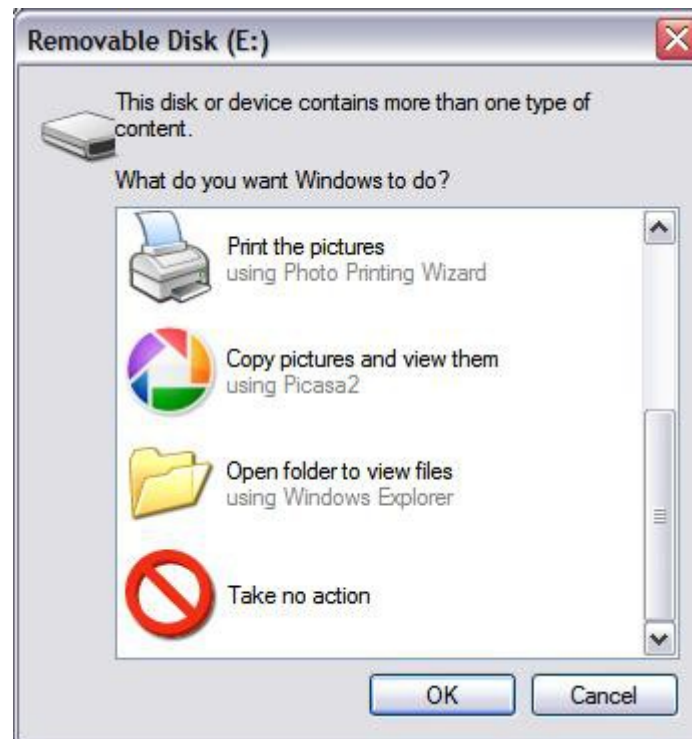 Removable Disk (E:)
This disk or device contains more than one type of
content.
What do you want Windows to do?
Print the pictures
using Photo Printing Wizard
Copy pictures and view them
using Picasa2
Open folder to view files
using Windows Explorer
Take no action
OK
Cancel